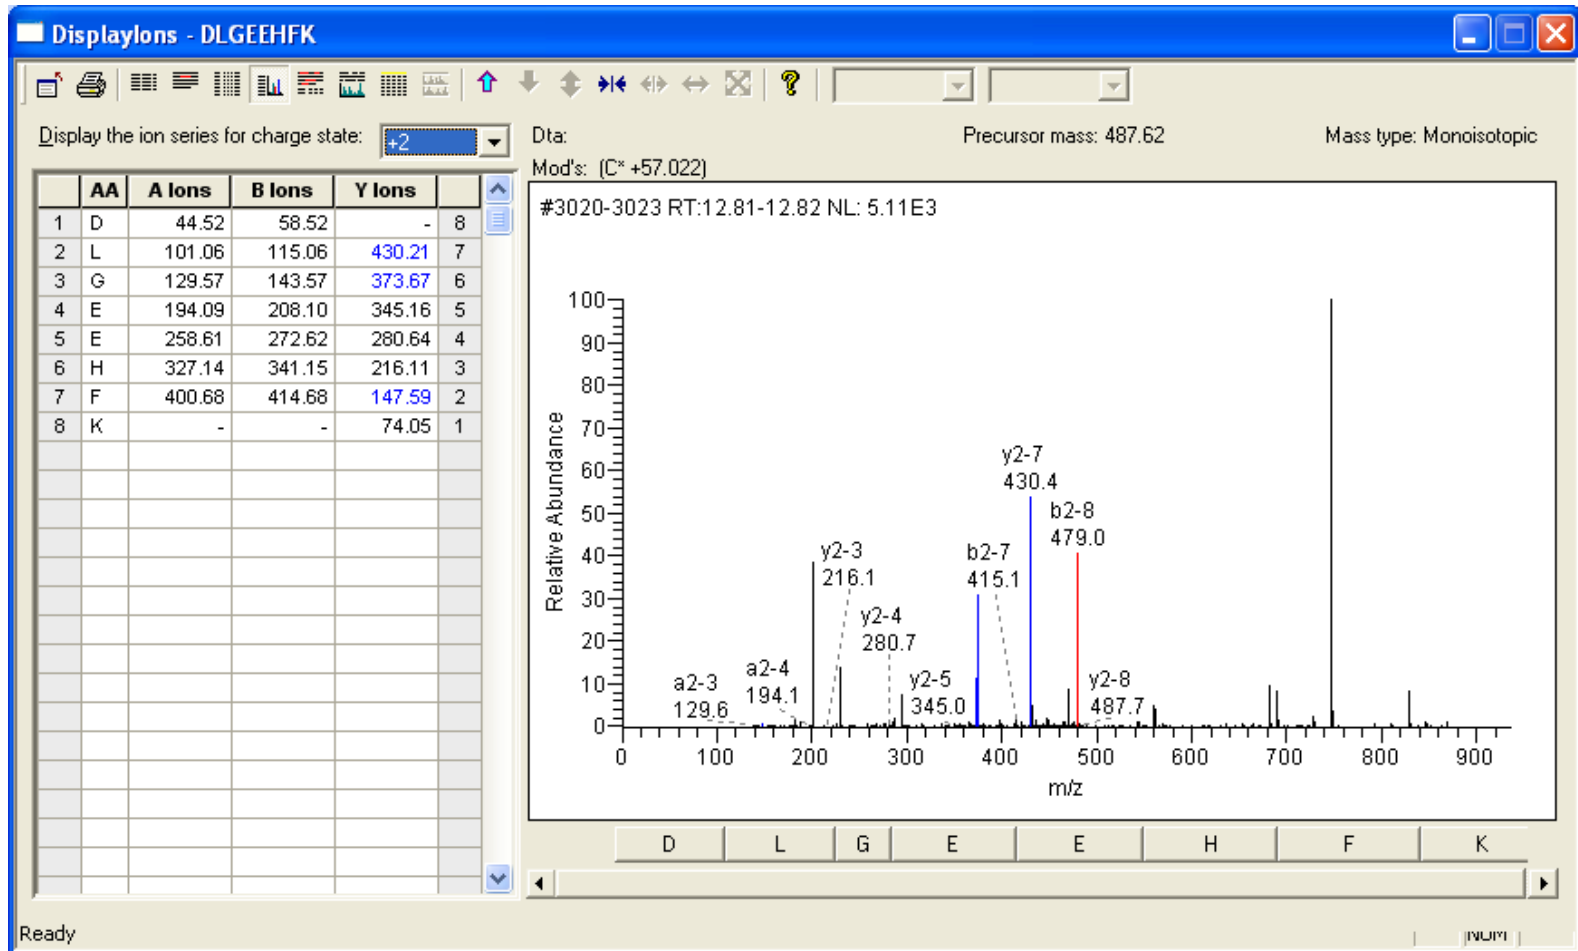 DisplayIons - DLGEEHFK
Display the ion series for charge state: +2
Dta: Precursor mass: 487.62 Mass type: Monoisotopic
Mod's: (C* +57.022)
AA A Ions B Ions Y Ions
1 D 44.52 58.52 - 8
2 L 101.06 115.06 430.21 7
3 G 129.57 143.57 373.67 6
4 E 194.09 208.10 345.16 5
5 E 258.61 272.62 280.64 4
6 H 327.14 341.15 216.11 3
7 F 400.68 414.68 147.59 2
8 K - - 74.05 1
#3020-3023 RT:12.81-12.82 NL: 5.11E3
Relative Abundance
100
90
80
70
60
50
40
30
20
10
0
y2-7
430.4
b2-8
479.0
y2-3
216.1
b2-7
415.1
y2-4
280.7
a2-3
129.6
a2-4
194.1
y2-5
345.0
y2-8
487.7
0 100 200 300 400 500 600 700 800 900
m/z
D L G E E H F K
Ready NUM